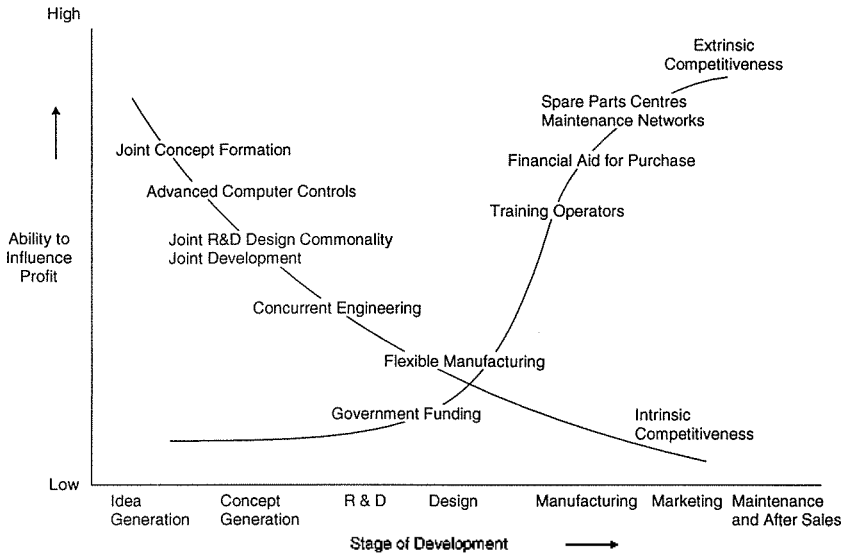 High
Extrinsic
Competitiveness
Spare Parts Centres
Maintenance Networks
Joint Concept Formation
Financial Aid for Purchase
Advanced Computer Controls
Training Operators
Ability to
Influence
Profit
Joint R&D Design Commonality
Joint Development
Concurrent Engineering
Flexible Manufacturing
Government Funding
Intrinsic
Competitiveness
Low
Idea
Generation
Concept
Generation
R & D
Design
Manufacturing
Marketing
Maintenance
and After Sales
Stage of Development